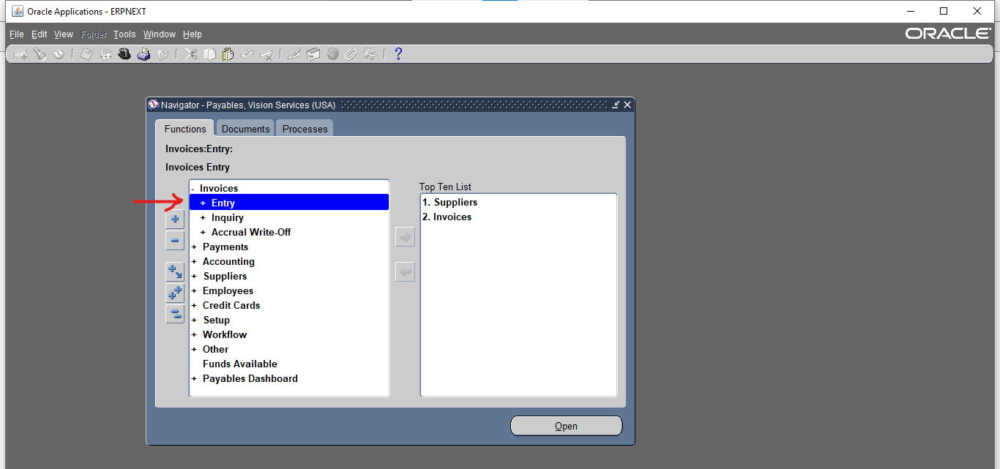 Oracle Applications - ERPNEXT
File Edit View Folder Tools Window Help
ORACLE
?
Navigator - Payables, Vision Services (USA)
Functions Documents Processes
Invoices:Entry:
Invoices Entry
Top Ten List
- Invoices
+ Entry
+ Inquiry
+ Accrual Write-Off
+ Payments
+ Accounting
+ Suppliers
+ Employees
+ Credit Cards
+ Setup
+ Workflow
+ Other
Funds Available
+ Payables Dashboard
1. Suppliers
2. Invoices
Open